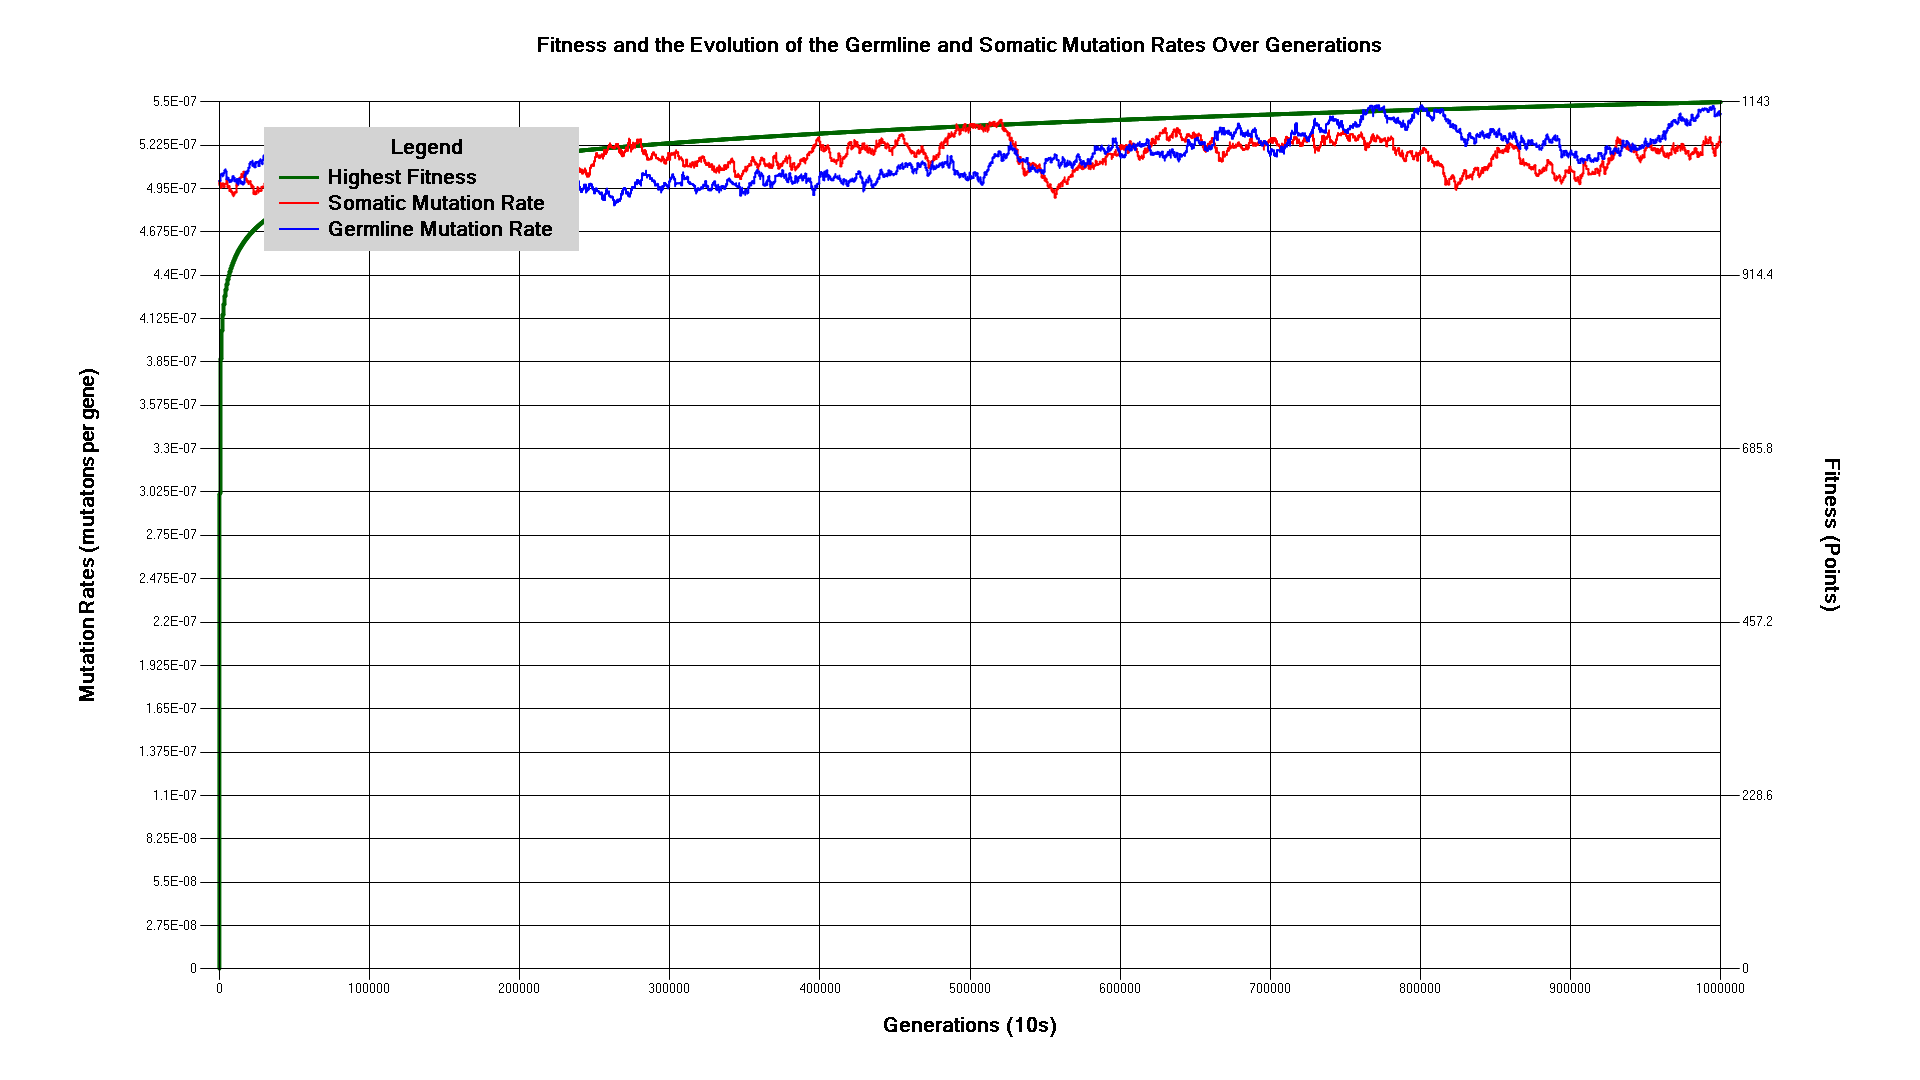 Fitness and the Evolution of the Germline and Somatic Mutation Rates Over Generations
5.5E-07
5.225E-07
4.95E-07
4.675E-07
4.4E-07
4.125E-07
3.85E-07
3.575E-07
3.3E-07
3.025E-07
2.75E-07
2.475E-07
2.2E-07
1.925E-07
1.65E-07
1.375E-07
1.1E-07
8.25E-08
5.5E-08
2.75E-08
0
Mutation Rates (mutatons per gene)
Legend
Highest Fitness
Somatic Mutation Rate
Germline Mutation Rate
1143
914.4
685.8
457.2
228.6
0
Fitness (Points)
0 100000 200000 300000 400000 500000 600000 700000 800000 900000 1000000
Generations (10s)